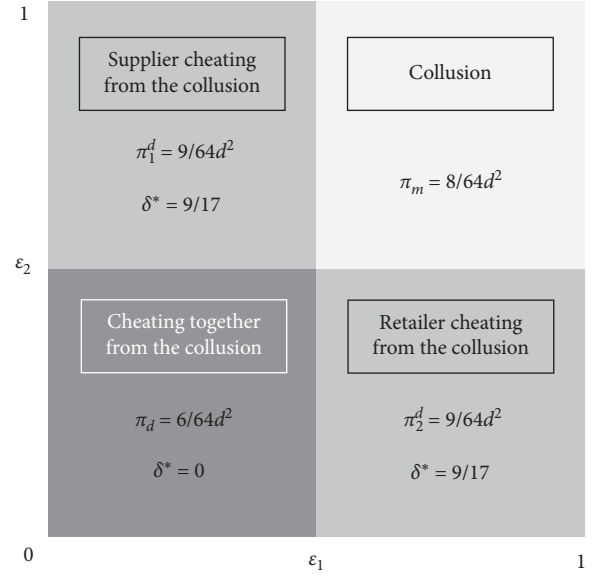 1
Supplier cheating
from the collusion
π₁ᵈ = 9/64d²
δ* = 9/17
Collusion
πₘ = 8/64d²
ε₂
Cheating together
from the collusion
π_d = 6/64d²
δ* = 0
Retailer cheating
from the collusion
π₂ᵈ = 9/64d²
δ* = 9/17
0
ε₁
1